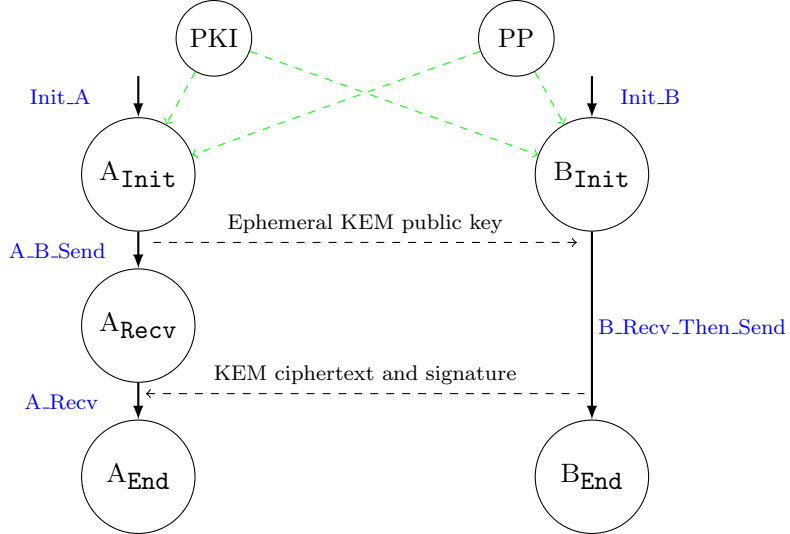 PKI
PP
Init_A
Init_B
A_Init
B_Init
Ephemeral KEM public key
A_B_Send
A_Recv
B_Recv_Then_Send
KEM ciphertext and signature
A_Recv
A_End
B_End